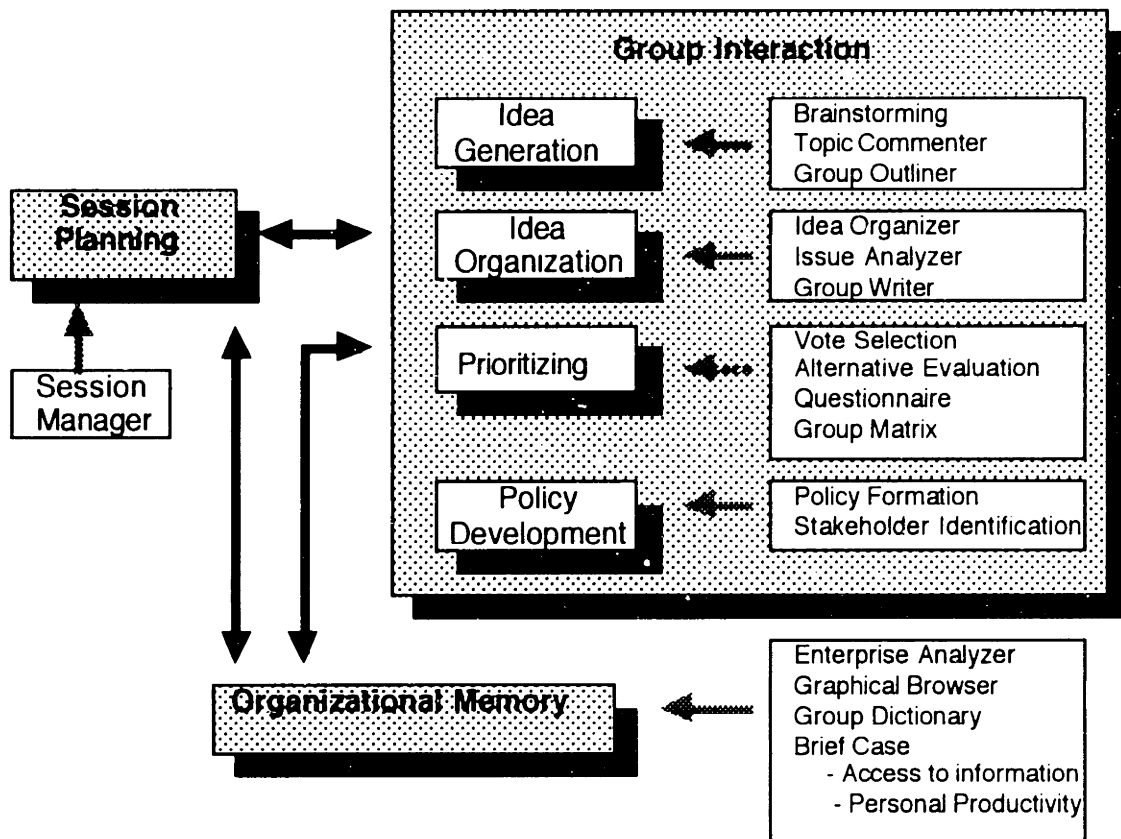 Group Interaction
Idea
Generation
Brainstorming
Topic Commenter
Group Outliner
Session
Planning
Idea
Organization
Idea Organizer
Issue Analyzer
Group Writer
Session
Manager
Prioritizing
Vote Selection
Alternative Evaluation
Questionnaire
Group Matrix
Policy
Development
Policy Formation
Stakeholder Identification
Organizational Memory
Enterprise Analyzer
Graphical Browser
Group Dictionary
Brief Case
- Access to information
- Personal Productivity